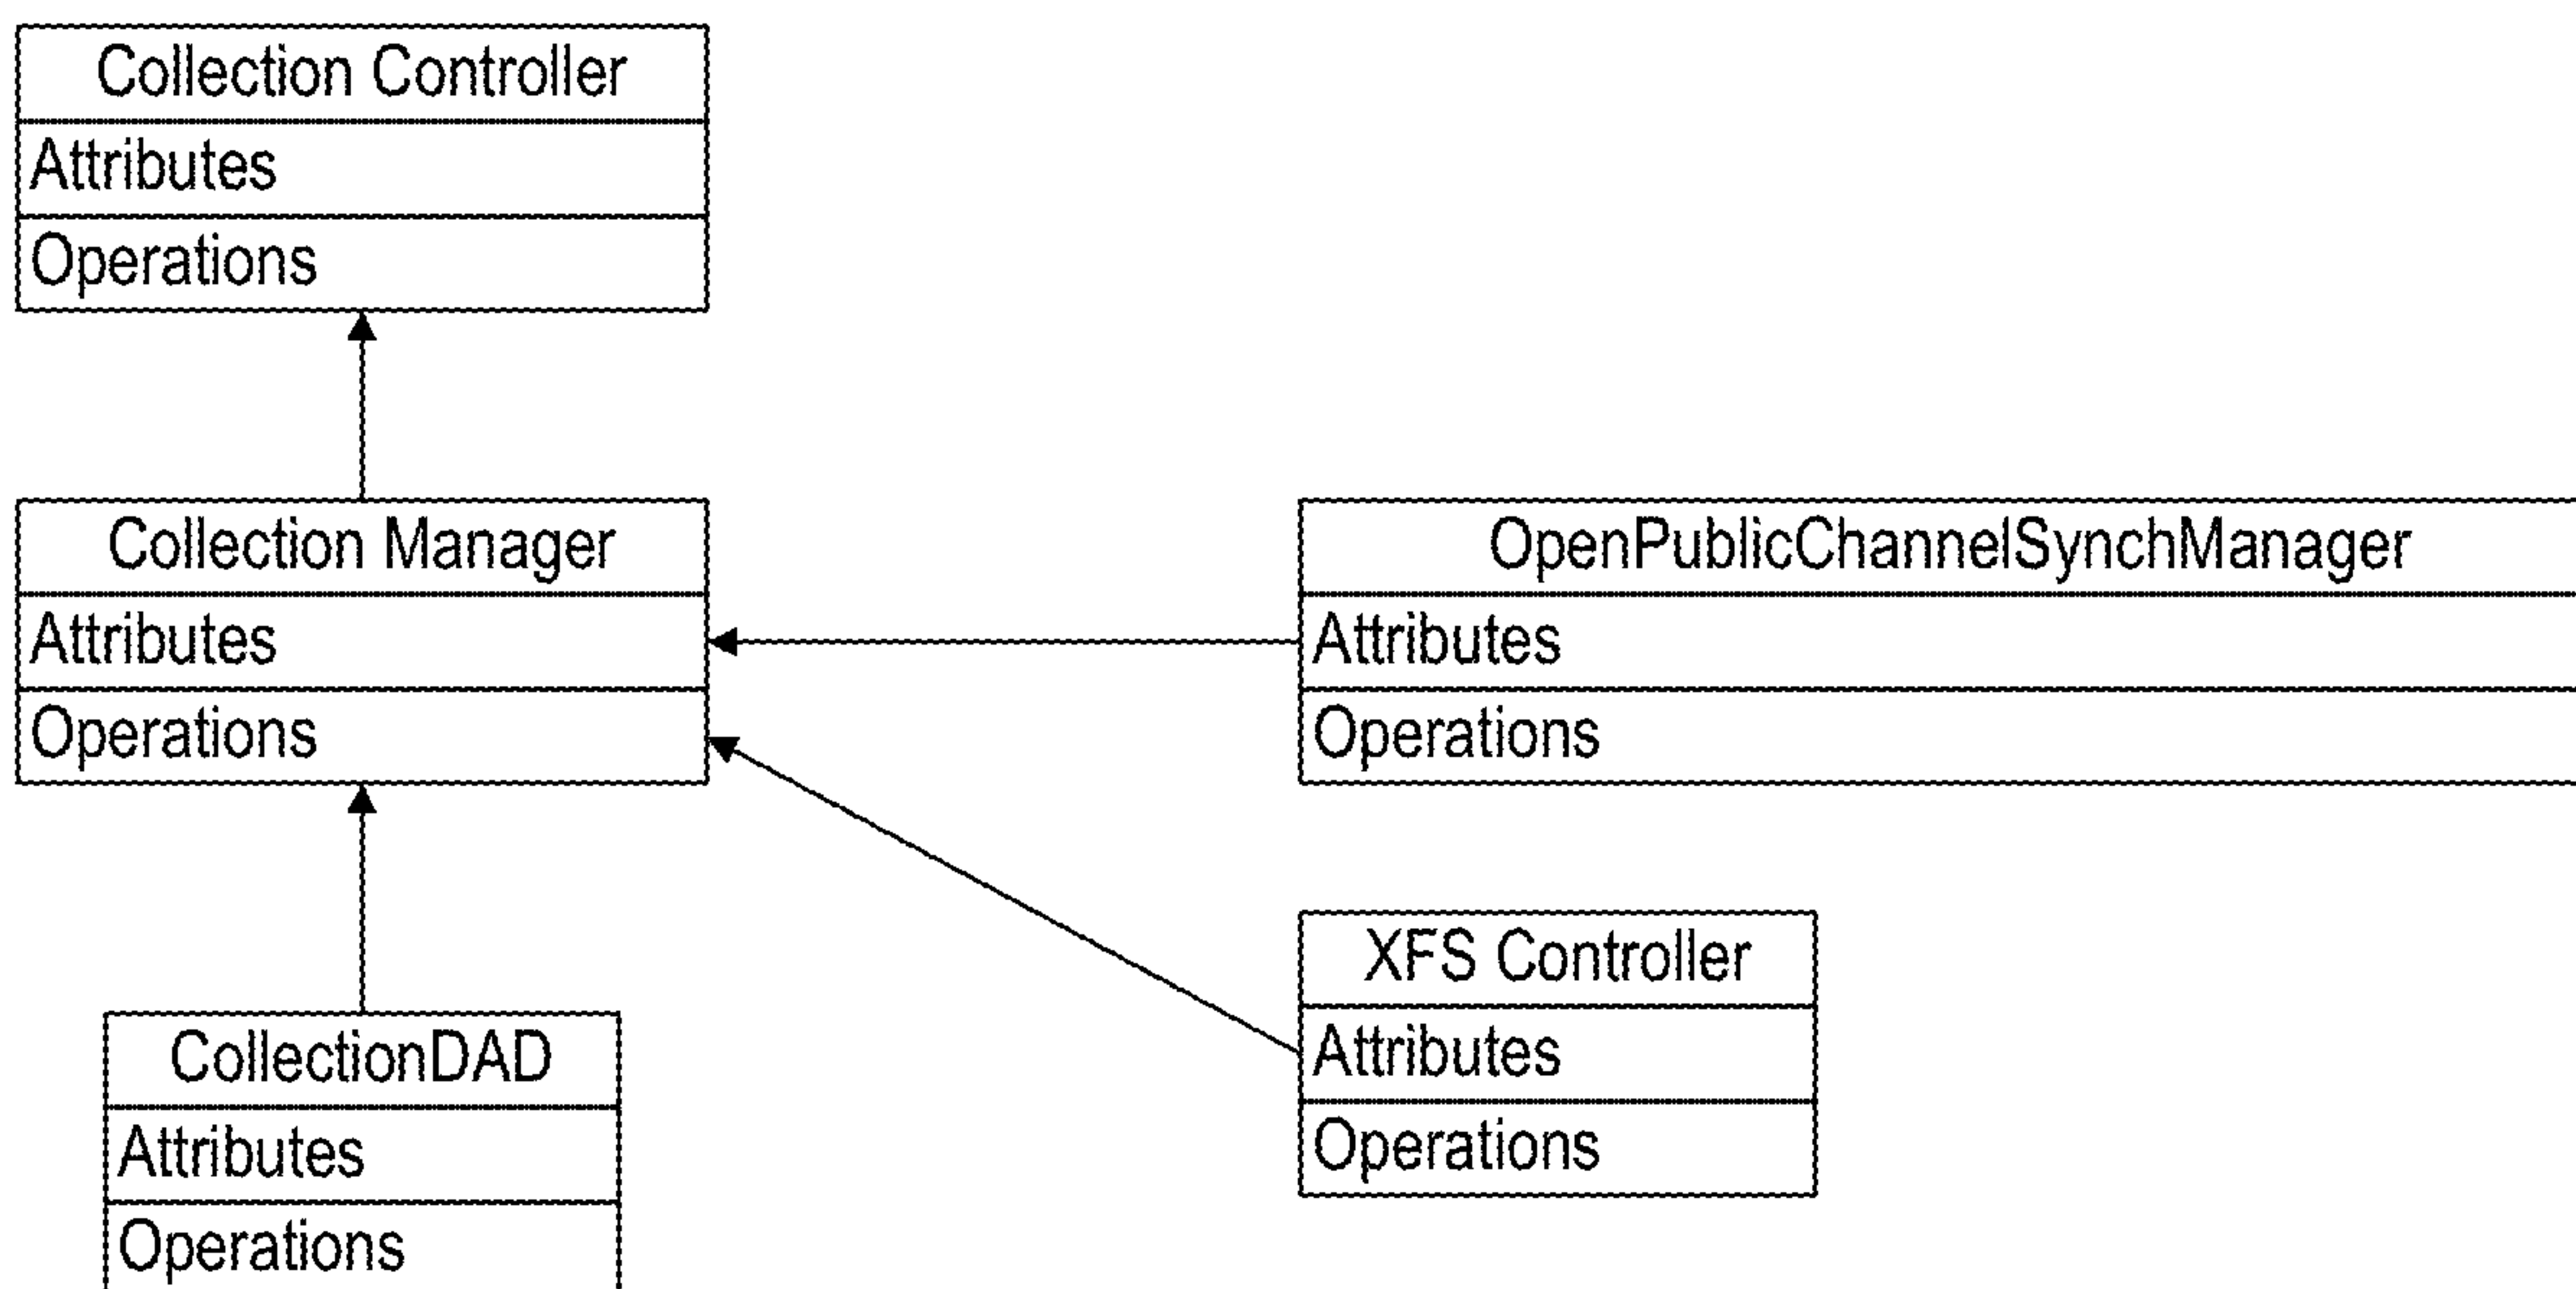 Collection Controller
Attributes
Operations
Collection Manager
Attributes
Operations
OpenPublicChannelSynchManager
Attributes
Operations
XFS Controller
Attributes
Operations
CollectionDAD
Attributes
Operations